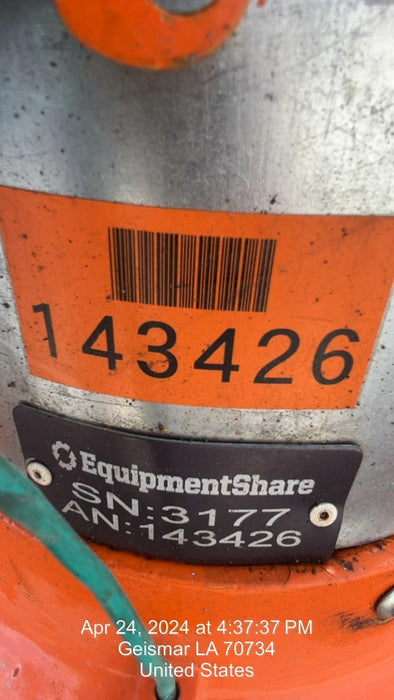 143426
EquipmentShare
SN:3177
AN:143426
Apr 24, 2024 at 4:37:37 PM
Geismar LA 70734
United States